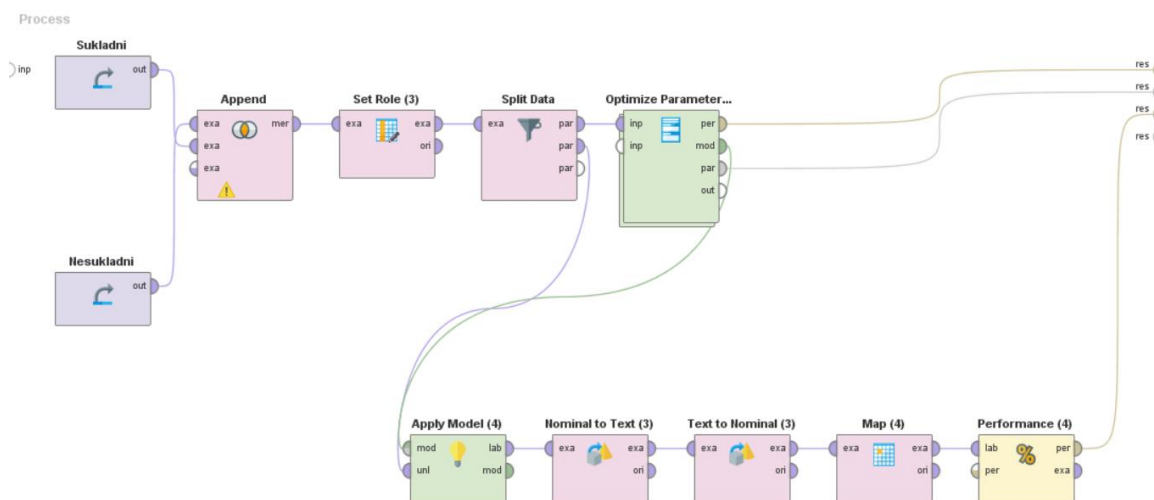 Process
inp
Sukladni
out
Append
exa
mer
exa
exa
Set Role (3)
exa
exa
ori
Split Data
exa
par
par
par
Optimize Parameter...
inp
per
inp
mod
par
out
res
res
res
res
Nesukladni
out
Apply Model (4)
mod
lab
unl
mod
Nominal to Text (3)
exa
exa
ori
Text to Nominal (3)
exa
exa
ori
Map (4)
exa
exa
ori
Performance (4)
lab
per
per
exa